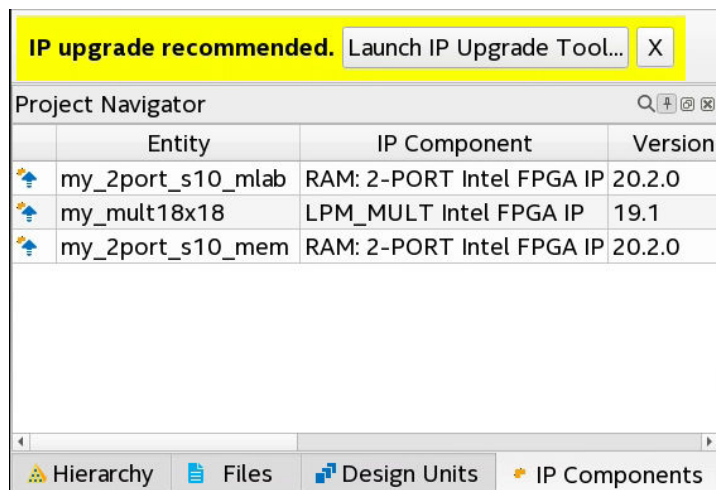 IP upgrade recommended. Launch IP Upgrade Tool... X
Project Navigator
Entity IP Component Version
my_2port_s10_mlab RAM: 2-PORT Intel FPGA IP 20.2.0
my_mult18x18 LPM_MULT Intel FPGA IP 19.1
my_2port_s10_mem RAM: 2-PORT Intel FPGA IP 20.2.0
Hierarchy Files Design Units IP Components